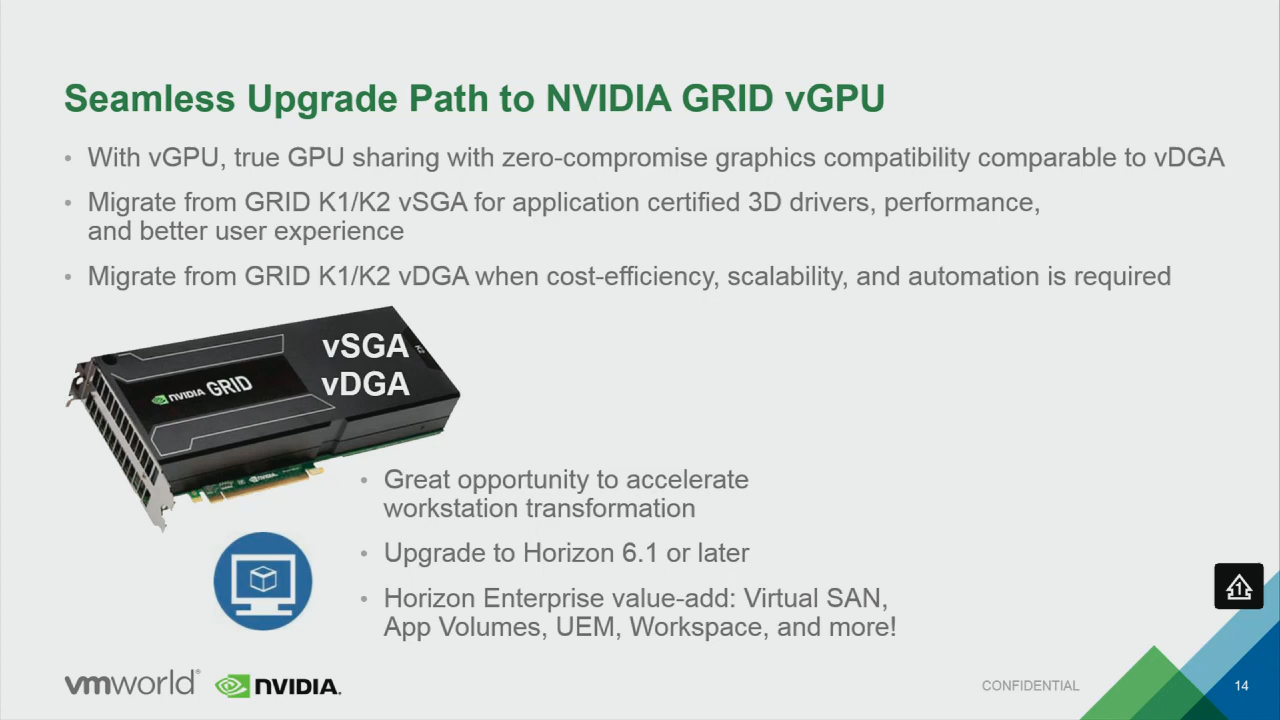 Seamless Upgrade Path to NVIDIA GRID vGPU
• With vGPU, true GPU sharing with zero-compromise graphics compatibility comparable to vDGA
• Migrate from GRID K1/K2 vSGA for application certified 3D drivers, performance,
and better user experience
• Migrate from GRID K1/K2 vDGA when cost-efficiency, scalability, and automation is required
vSGA
K2
vDGA
NVIDIA GRID
NVIDIA.
• Great opportunity to accelerate
workstation transformation
• Upgrade to Horizon 6.1 or later
• Horizon Enterprise value-add: Virtual SAN,
App Volumes, UEM, Workspace, and more!
1
vmworld® NVIDIA.
CONFIDENTIAL
14